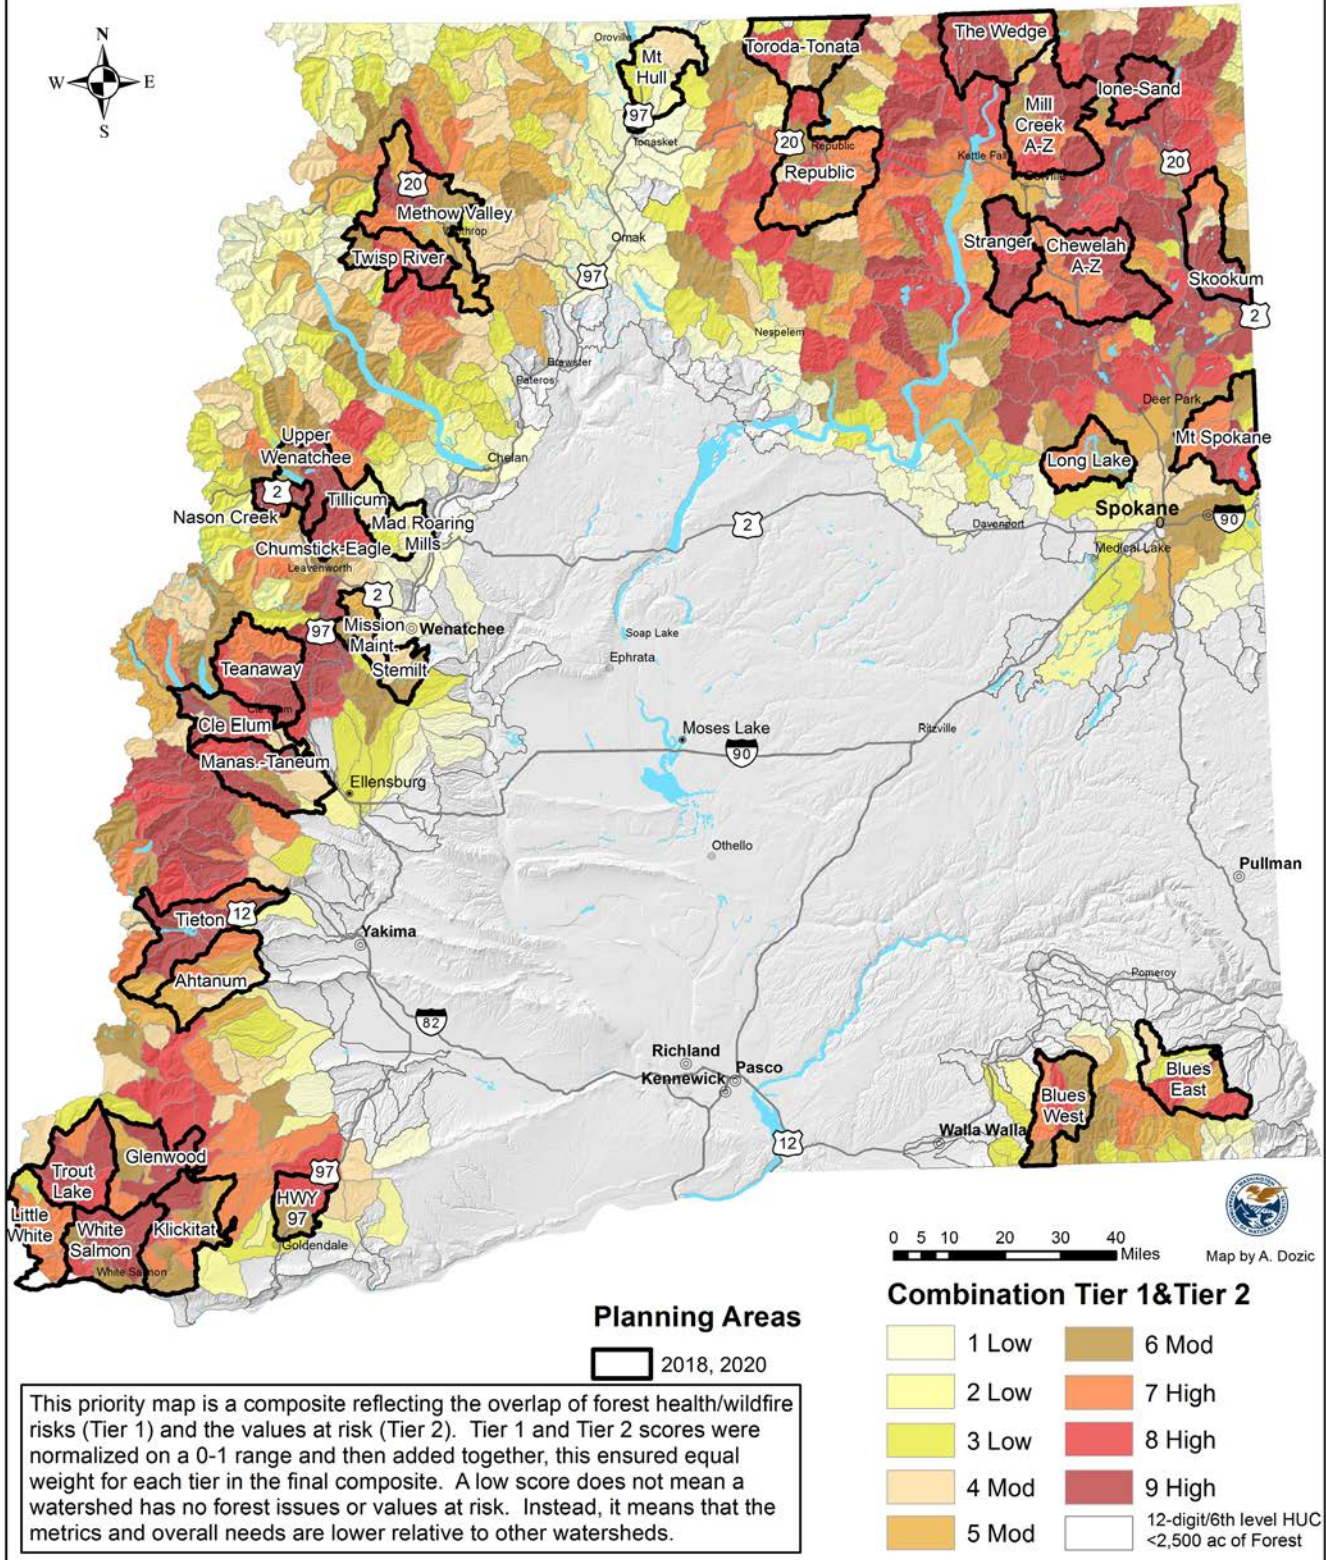 N
W E
S
Oroville
Mt
Hull
97
Tonasket
Toroda-Tonata
20
Republic
Republic
The Wedge
Ione-Sand
Mill
Creek
A-Z
20
Kettle Fall
20
Methow Valley
Winthrop
Twisp River
Omak
97
Stranger
Chewelah
A-Z
Skookum
2
Nespelem
Brewster
Pateros
Deer Park
Mt Spokane
Long Lake
Upper
Wenatchee
Chelan
2
Tillicum
Nason Creek
Mad Roaring
Mills
Chumstick-Eagle
Leavenworth
2
Davenport
Spokane
90
Medical Lake
2
97
Mission
Maint.
Wenatchee
Stemilt
Soap Lake
Ephrata
Teanaway
Cle Elum
Cle Elum
Manas.-Taneum
Ellensburg
Moses Lake
90
Ritzville
Othello
Pullman
Tieton
12
Yakima
Ahtanum
82
Pomeroy
Richland
Kennewick
Pasco
12
Walla Walla
Blues
West
Blues
East
Trout
Lake
Glenwood
97
HWY
97
Little
White
White
Salmon
Klickitat
Goldendale
White Salmon
0 5 10 20 30 40
Miles
Map by A. Dozic
Planning Areas
2018, 2020
Combination Tier 1&Tier 2
1 Low
2 Low
3 Low
4 Mod
5 Mod
6 Mod
7 High
8 High
9 High
12-digit/6th level HUC
<2,500 ac of Forest
This priority map is a composite reflecting the overlap of forest health/wildfire
risks (Tier 1) and the values at risk (Tier 2). Tier 1 and Tier 2 scores were
normalized on a 0-1 range and then added together, this ensured equal
weight for each tier in the final composite. A low score does not mean a
watershed has no forest issues or values at risk. Instead, it means that the
metrics and overall needs are lower relative to other watersheds.